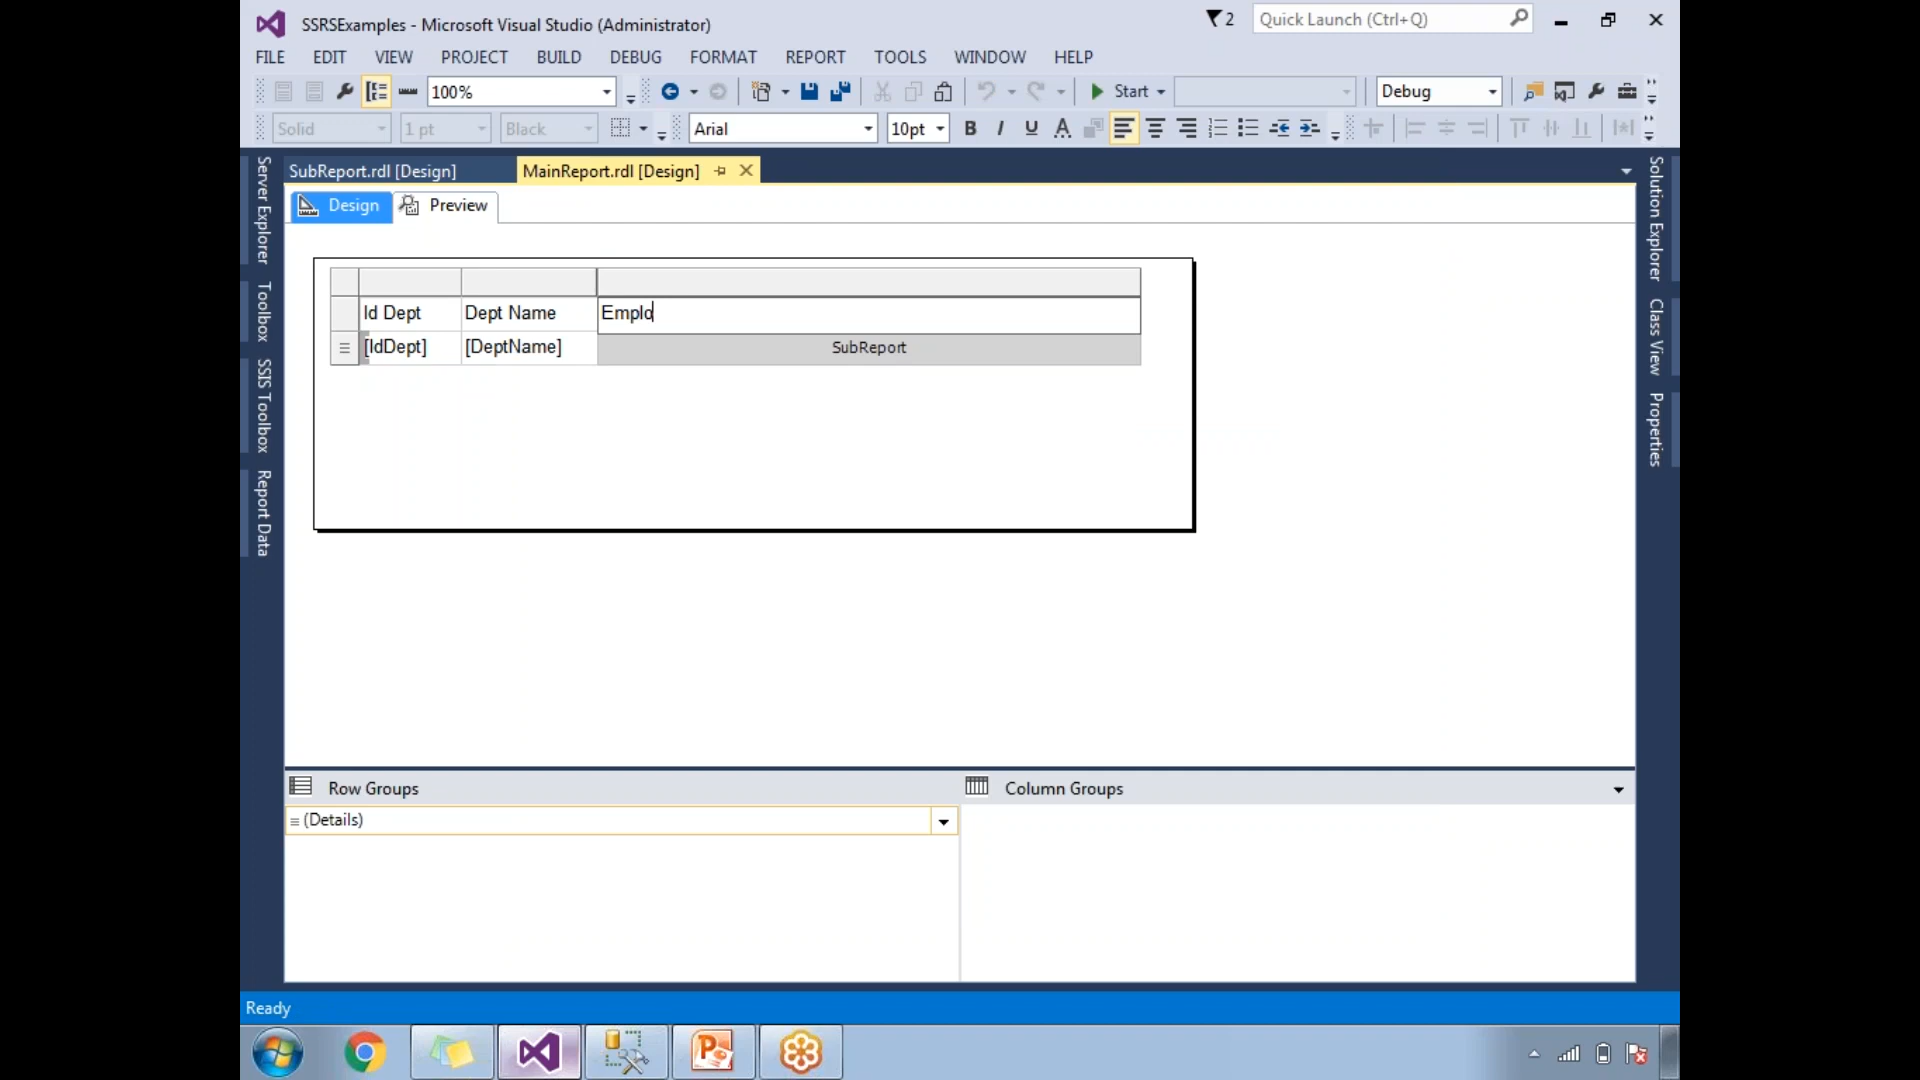 SSRSExamples - Microsoft Visual Studio (Administrator)
2
Quick Launch (Ctrl+Q)
FILE EDIT VIEW PROJECT BUILD DEBUG FORMAT REPORT TOOLS WINDOW HELP
100%
Start
Debug
Solid
1 pt
Black
Arial
10pt
B I U A
SubReport.rdl [Design]
MainReport.rdl [Design]
Design
Preview
Server Explorer
Toolbox
SSIS Toolbox
Report Data
Solution Explorer
Class View
Properties
Id Dept Dept Name Emplo
[IdDept] [DeptName] SubReport
Row Groups
Column Groups
(Details)
Ready